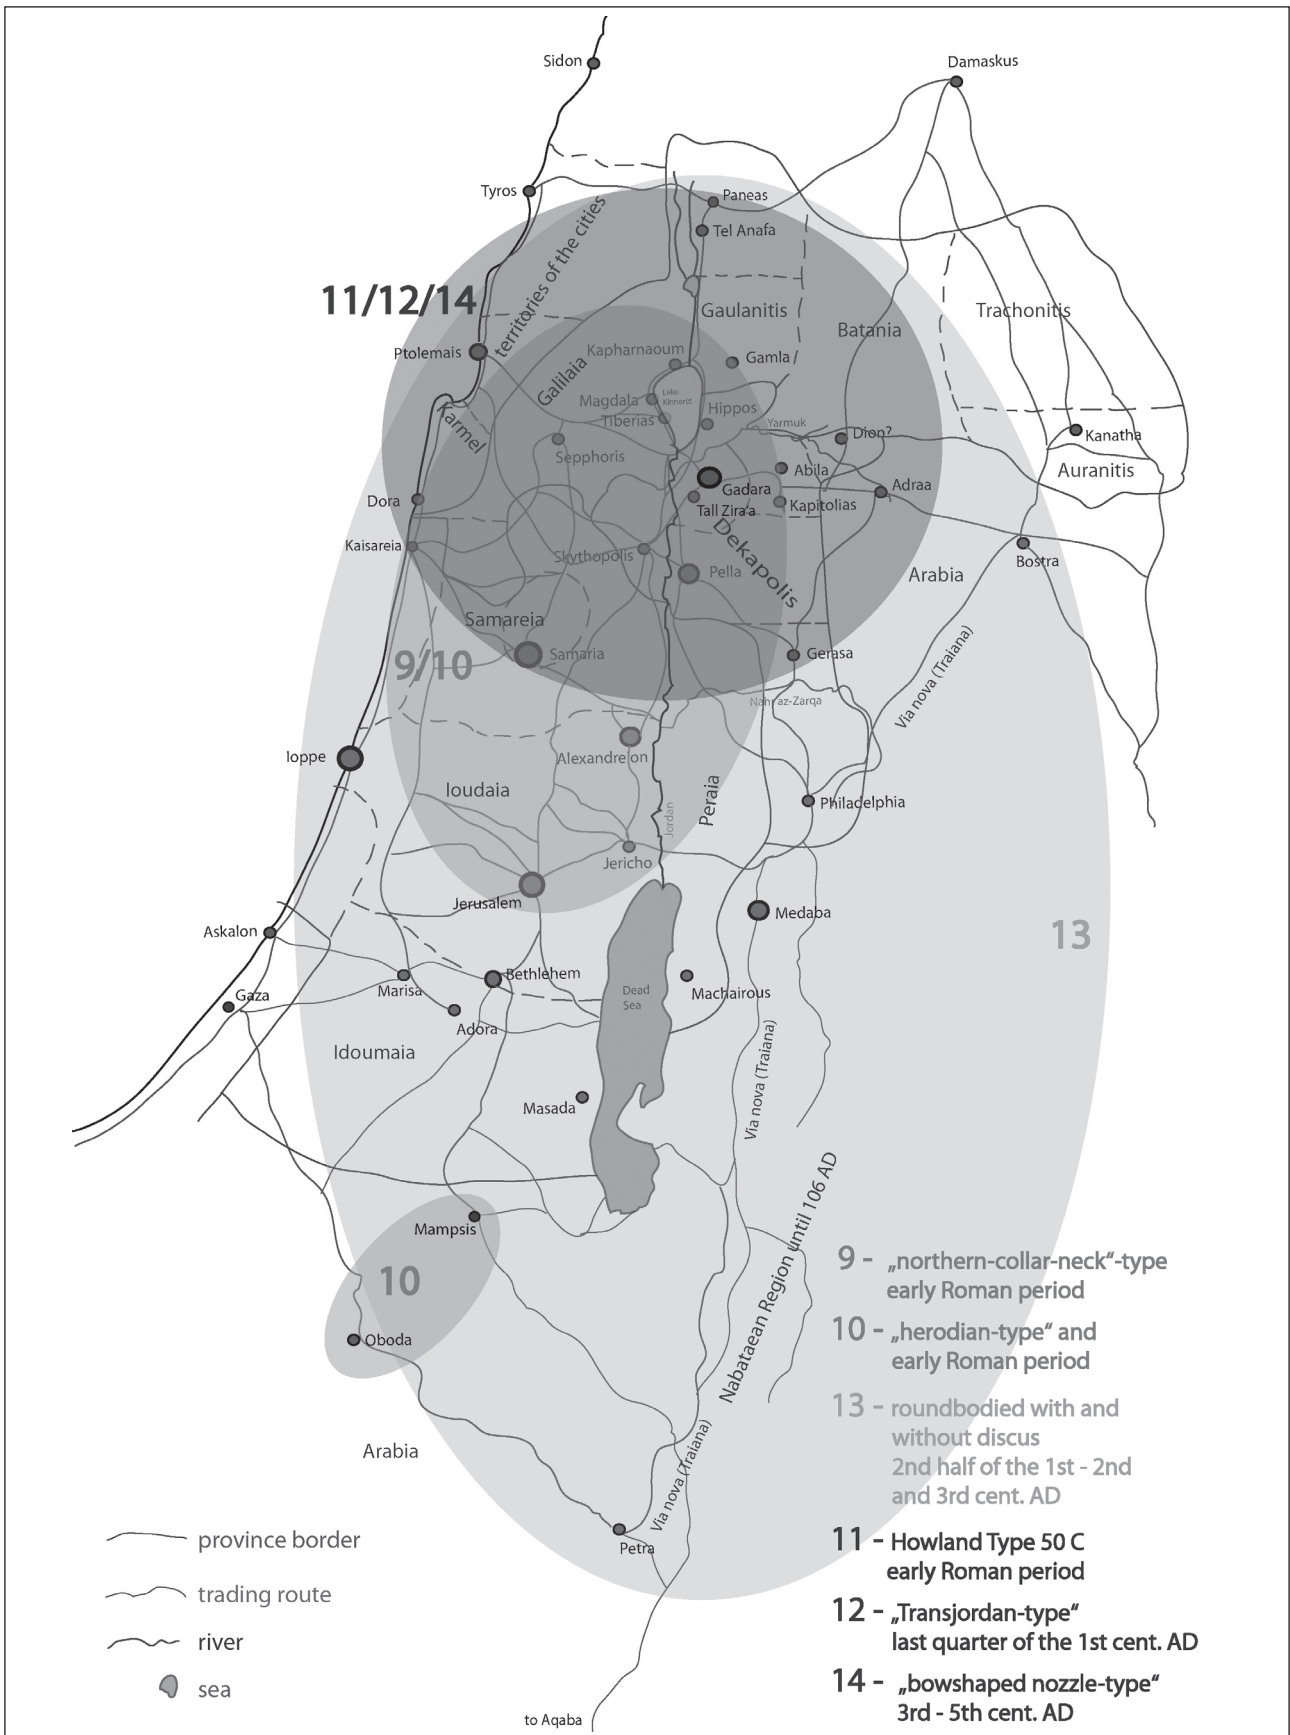 Sidon
Damaskus
Tyros
Paneas
Tel Anafa
territories of the cities
11/12/14
Gaulanitis
Trachonitis
Batania
Ptolemais
Kapharnaoum
Gamla
Galilaia
Lake
Kinneret
Magdala
Hippos
Tiberias
Yarmuk
Karmel
Dion?
Kanatha
Sepphoris
Auranitis
Abila
Gadara
Adraa
Dora
Tall Zira'a
Kapitolias
Kaisareia
Skythopolis
Dekapolis
Bostra
Pella
Arabia
Samareia
Samaria
Gerasa
9/10
Via nova (Traiana)
Nahr az-Zarqa
Ioppe
Alexandreion
Ioudaia
Peraia
Philadelphia
Jordan
Jericho
Jerusalem
Medaba
Askalon
13
Bethlehem
Marisa
Dead
Sea
Machairous
Gaza
Adora
Idoumaia
Via nova (Traiana)
Masada
Nabataean Region until 106 AD
Mampsis
10
Oboda
Arabia
Via nova (Traiana)
Petra
to Aqaba
9 - „northern-collar-neck“-type
early Roman period
10 - „herodian-type“ and
early Roman period
13 - roundbodied with and
without discus
2nd half of the 1st - 2nd
and 3rd cent. AD
11 - Howland Type 50 C
early Roman period
12 - „Transjordan-type“
last quarter of the 1st cent. AD
14 - „bowshaped nozzle-type“
3rd - 5th cent. AD
province border
trading route
river
sea